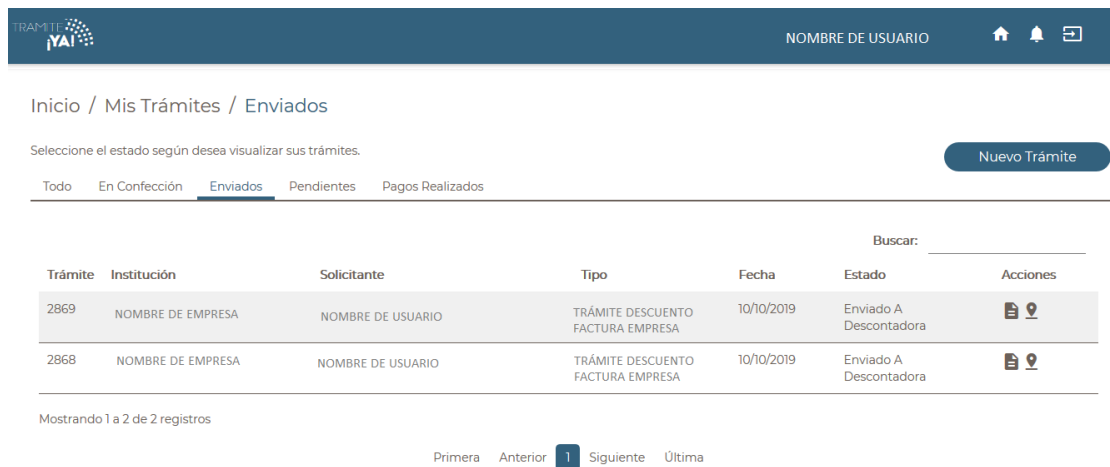 TRAMITE
¡YA!
NOMBRE DE USUARIO
Inicio / Mis Trámites / Enviados
Seleccione el estado según desea visualizar sus trámites.
Nuevo Trámite
Todo En Confección Enviados Pendientes Pagos Realizados
Buscar:
Trámite Institución Solicitante Tipo Fecha Estado Acciones
2869 NOMBRE DE EMPRESA NOMBRE DE USUARIO TRÁMITE DESCUENTO 10/10/2019 Enviado A
FACTURA EMPRESA Descontadora
2868 NOMBRE DE EMPRESA NOMBRE DE USUARIO TRÁMITE DESCUENTO 10/10/2019 Enviado A
FACTURA EMPRESA Descontadora
Mostrando 1 a 2 de 2 registros
Primera Anterior 1 Siguiente Última